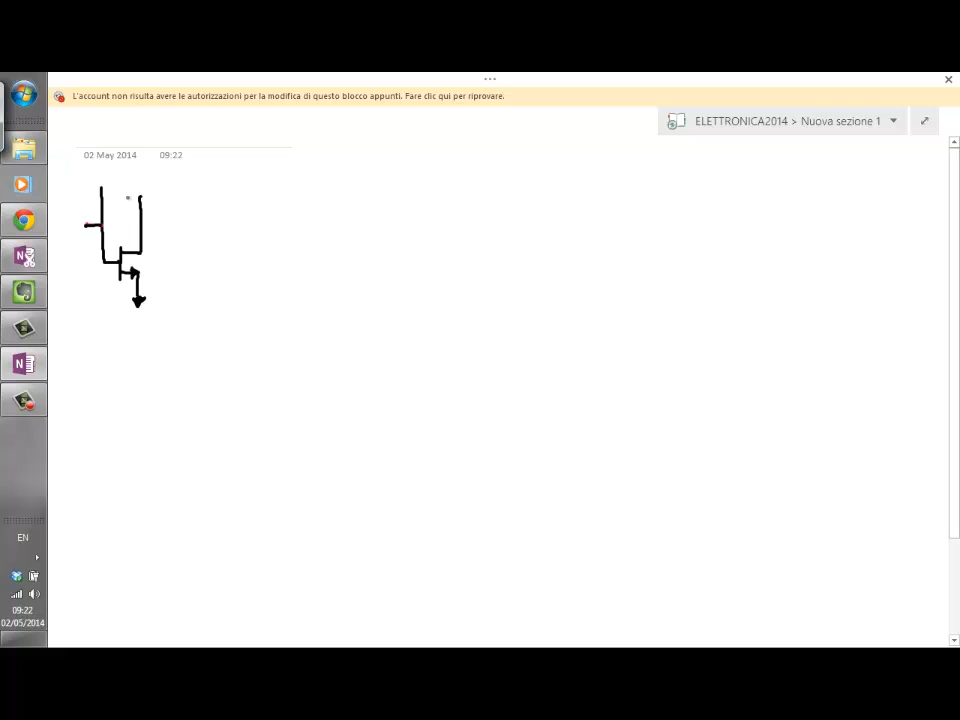 L'account non risulta avere le autorizzazioni per la modifica di questo blocco appunti. Fare clic qui per riprovare.
ELETTRONICA2014 > Nuova sezione 1
02 May 2014 09:22
N
N
EN
09:22
02/05/2014